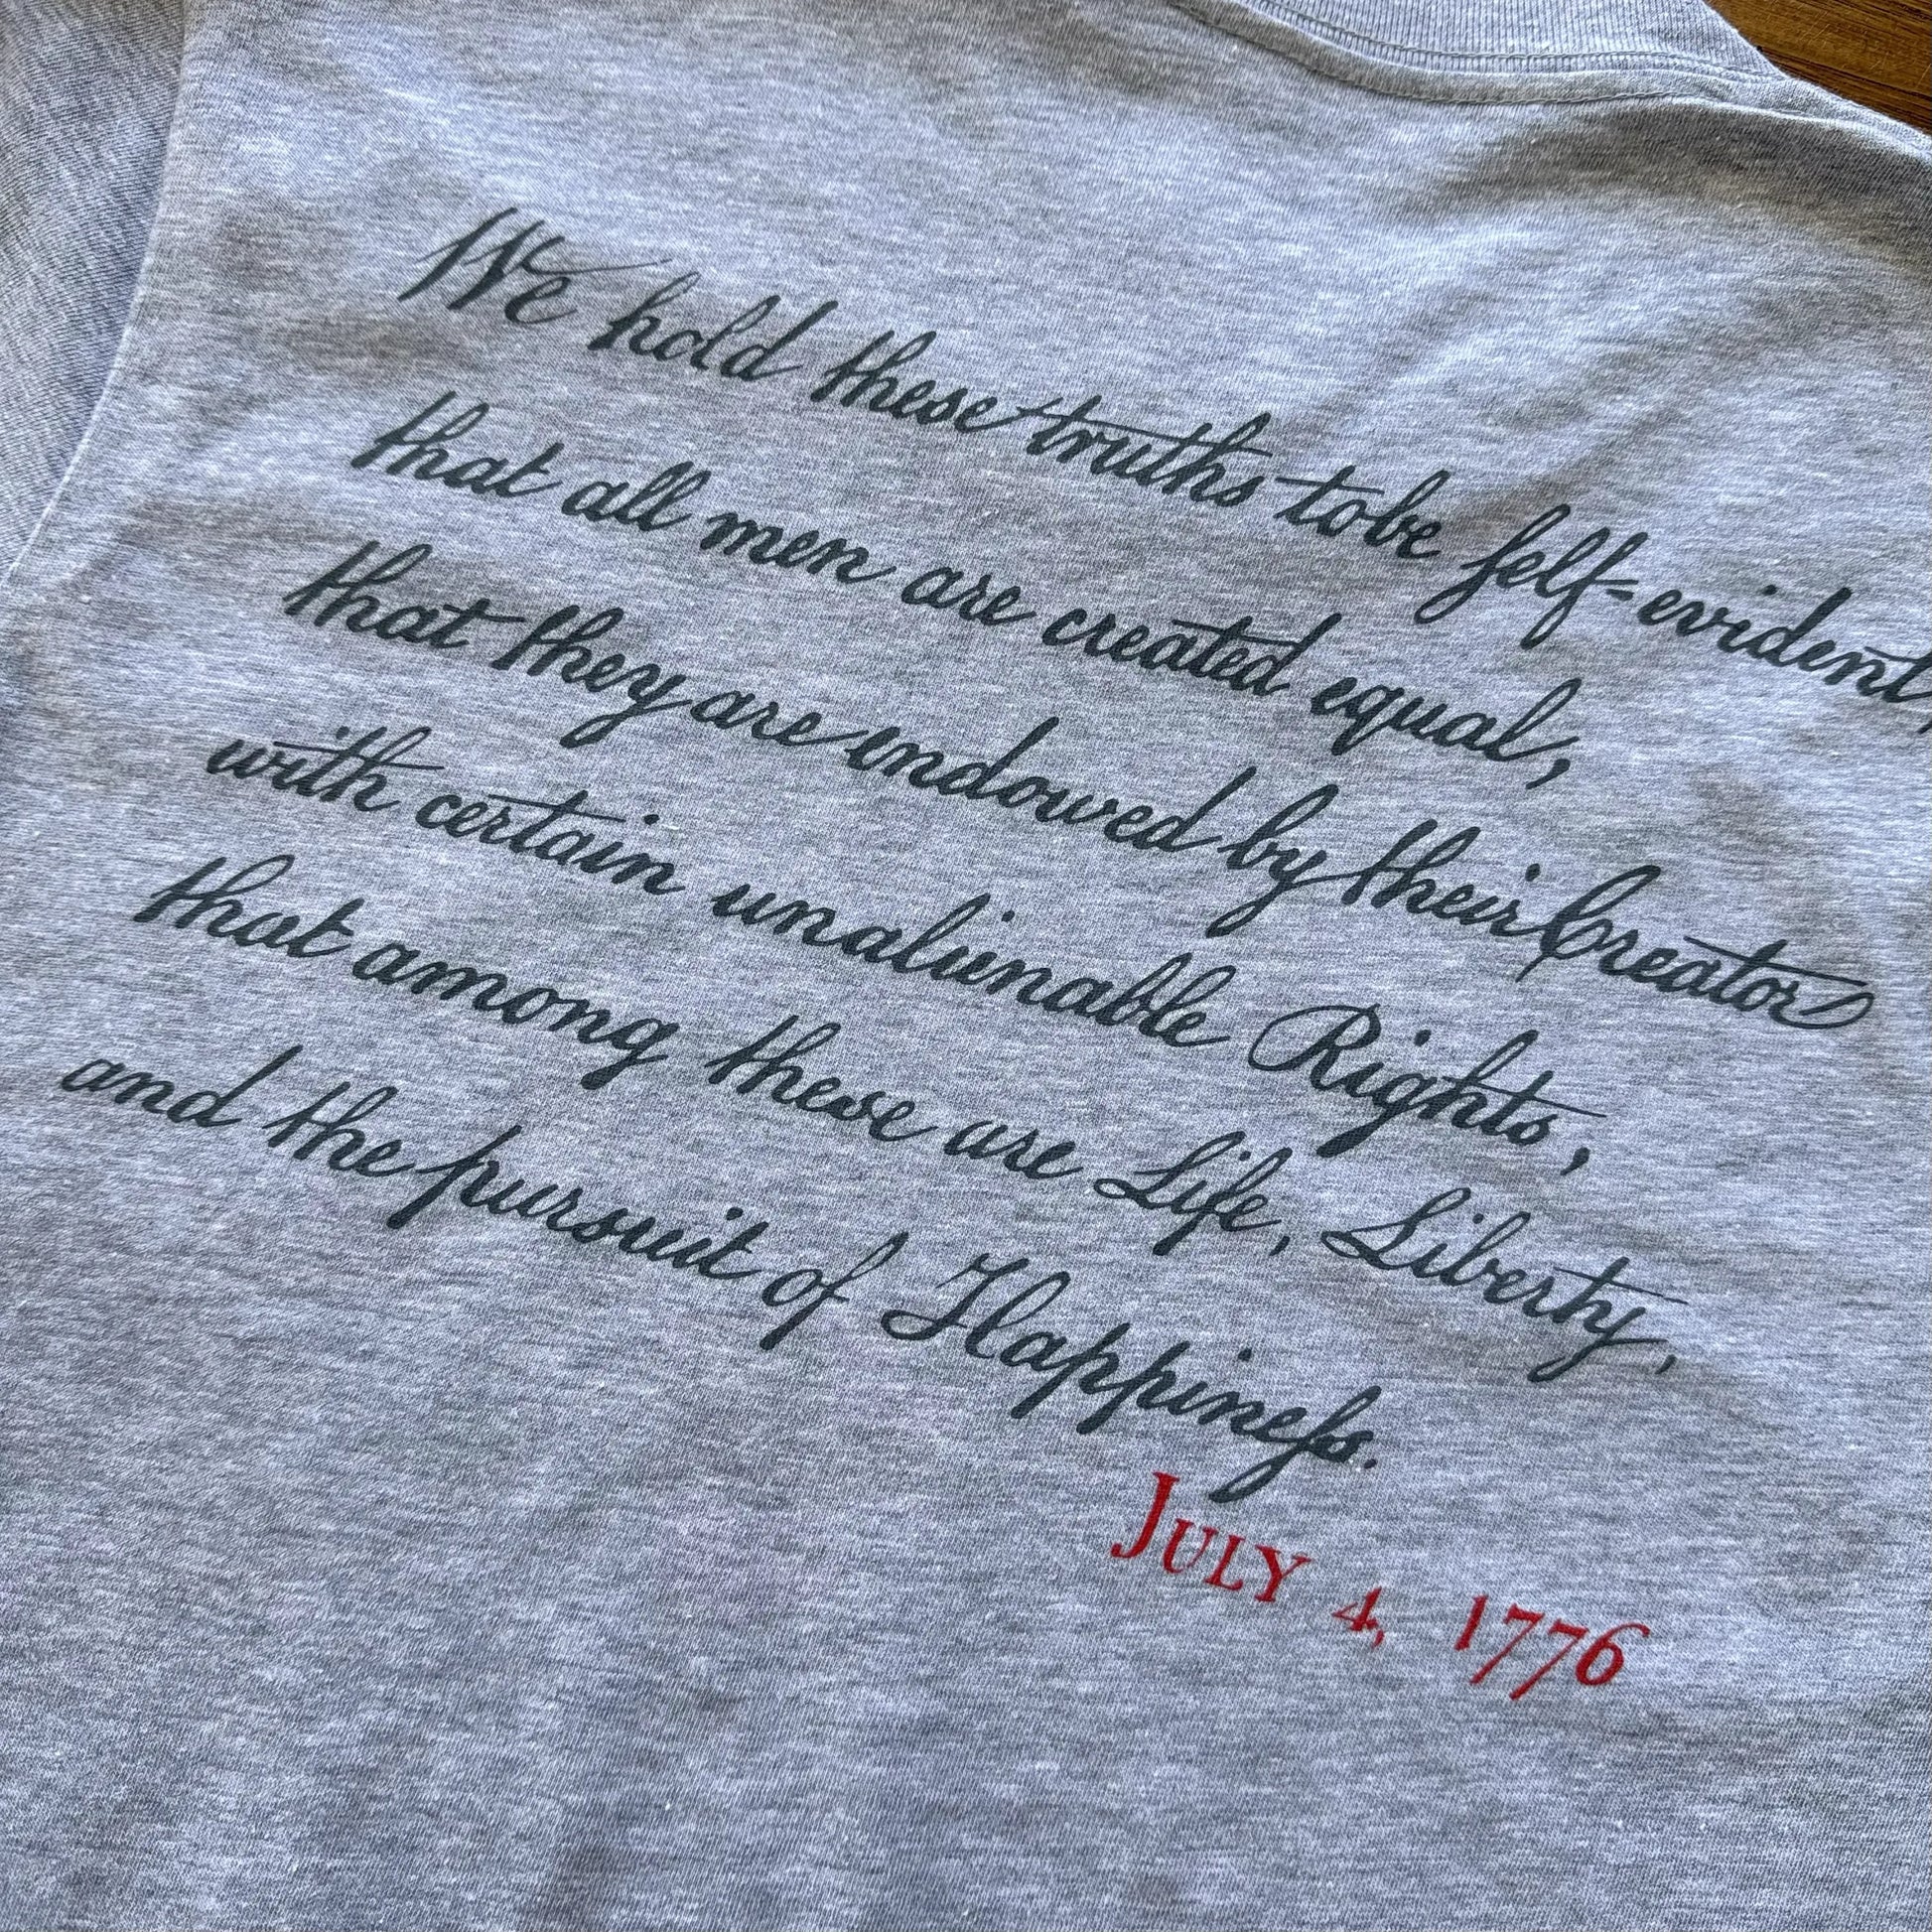 We hold these truths to be ſelf-evident,
that all men are created equal,
that they are endowed by their Creator
with certain unalienable Rights,
that among these are Life, Liberty,
and the pursuit of Happineſs.
July 4, 1776